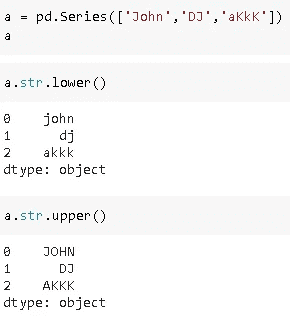 a = pd.Series(['John','DJ','aKkK'])
a
a.str.lower()
0    john
1      dj
2    akkk
dtype: object
a.str.upper()
0    JOHN
1      DJ
2    AKKK
dtype: object